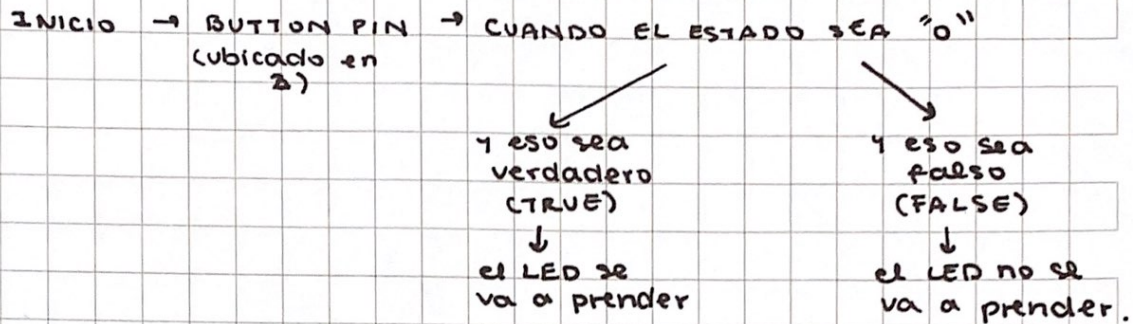 INICIO → BUTTON PIN → CUANDO EL ESTADO SEA "0"
(ubicado en
2)
y eso sea
verdadero
(TRUE)
↓
el LED se
va a prender
y eso sea
falso
(FALSE)
↓
el LED no se
va a prender.